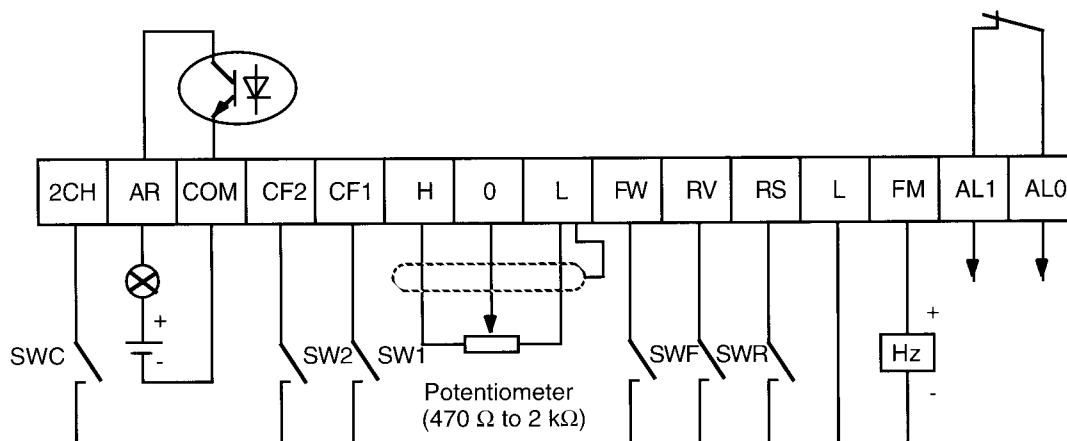 2CH AR COM CF2 CF1 H 0 L FW RV RS L FM AL1 AL0
+
-
SWC
SW2
SW1
SWF
SWR
+
Hz
-
Potentiometer
(470 Ω to 2 kΩ)